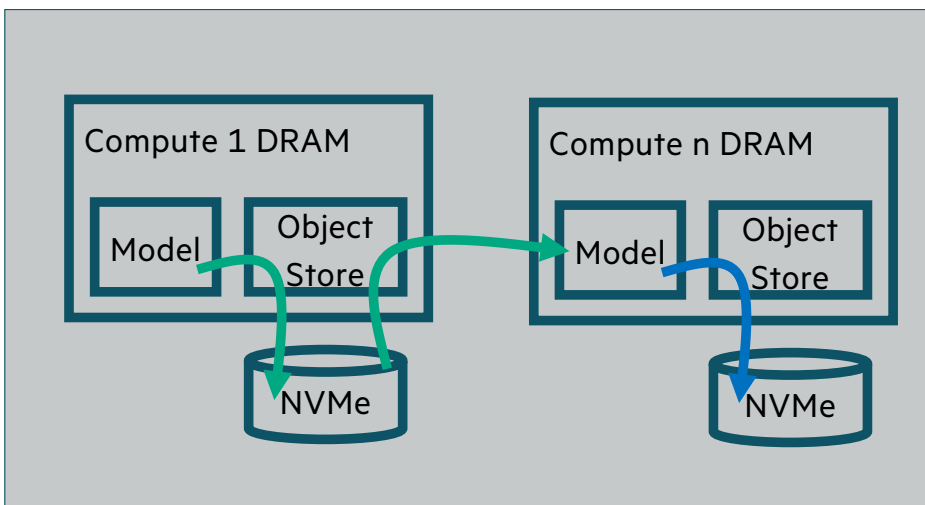 Compute 1 DRAM
Model
Object
Store
NVMe
Compute n DRAM
Model
Object
Store
NVMe